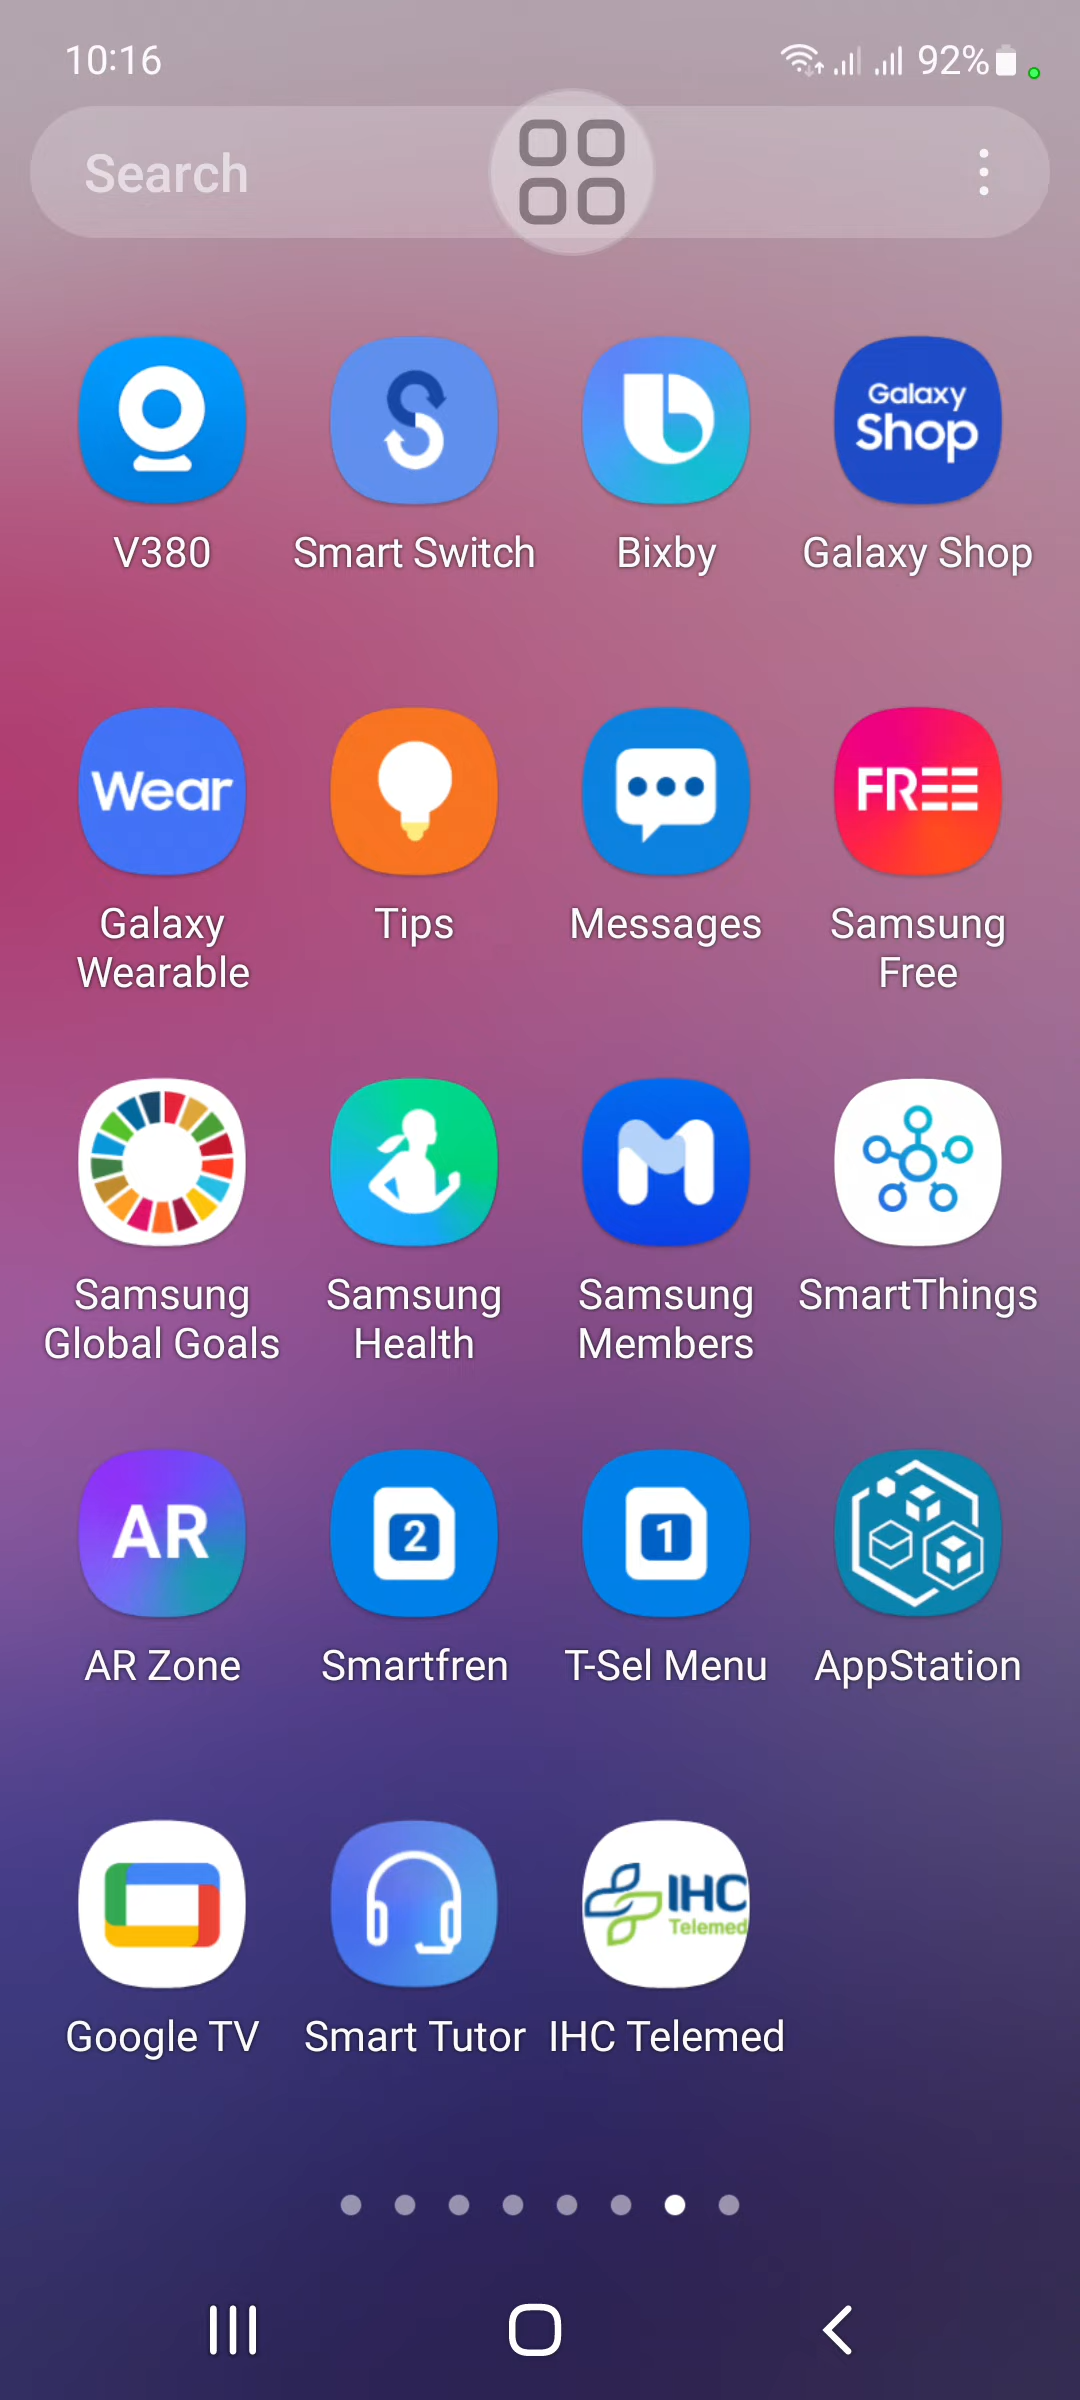 10:16
92%
Search
Galaxy
Shop
V380
Smart Switch
Bixby
Galaxy Shop
Wear
FREE
Galaxy
Wearable
Tips
Messages
Samsung
Free
Samsung
Global Goals
Samsung
Health
Samsung
Members
SmartThings
AR
2
1
AR Zone
Smartfren
T-Sel Menu
AppStation
IHC
Telemed
Google TV
Smart Tutor
IHC Telemed